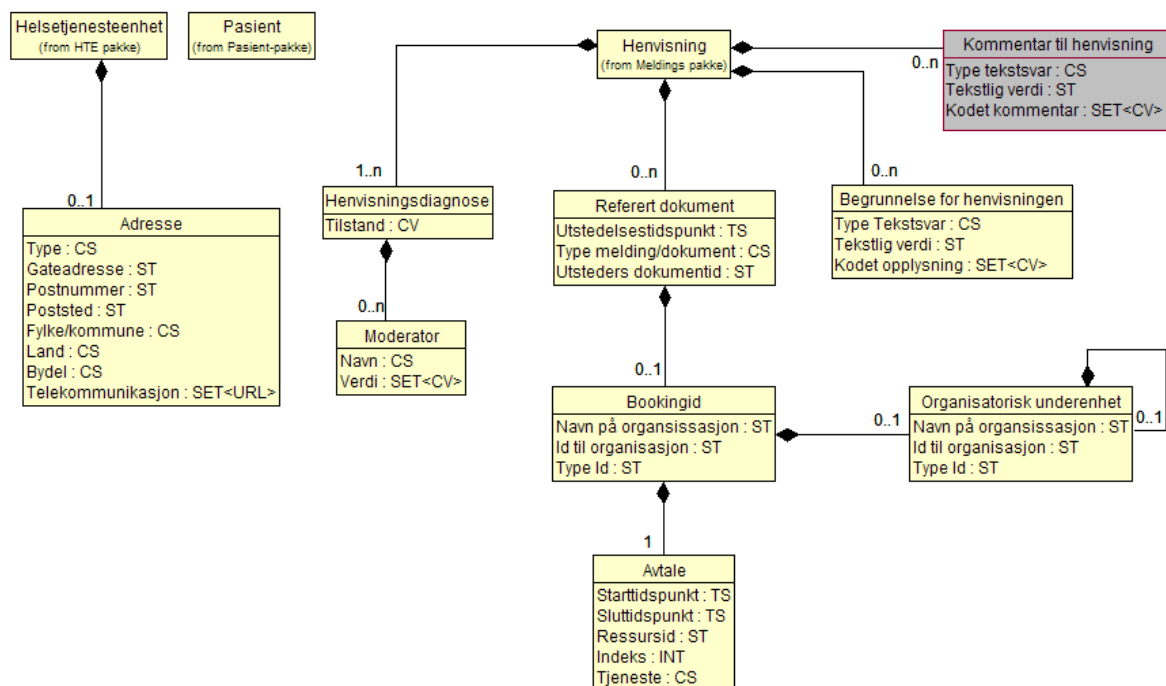 Helsetjenesteenhet
(from HTE pakke)
Pasient
(from Pasient-pakke)
Henvisning
(from Meldings pakke)
Kommentar til henvisning
Type tekstsvar : CS
Tekstlig verdi : ST
Kodet kommentar : SET<CV>
0..n
1..n
0..n
0..n
0..1
Adresse
Type : CS
Gateadresse : ST
Postnummer : ST
Poststed : ST
Fylke/kommune : CS
Land : CS
Bydel : CS
Telekommunikasjon : SET<URL>
Henvisningsdiagnose
Tilstand : CV
Referert dokument
Utstedelsestidspunkt : TS
Type melding/dokument : CS
Utsteders dokumentid : ST
Begrunnelse for henvisningen
Type Tekstsvar : CS
Tekstlig verdi : ST
Kodet opplysning : SET<CV>
0..n
Moderator
Navn : CS
Verdi : SET<CV>
0..1
Bookingid
Navn på organsissasjon : ST
Id til organisasjon : ST
Type Id : ST
0..1
Organisatorisk underenhet
Navn på organsissasjon : ST
Id til organisasjon : ST
Type Id : ST
0..1
1
Avtale
Starttidspunkt : TS
Sluttidspunkt : TS
Ressursid : ST
Indeks : INT
Tjeneste : CS